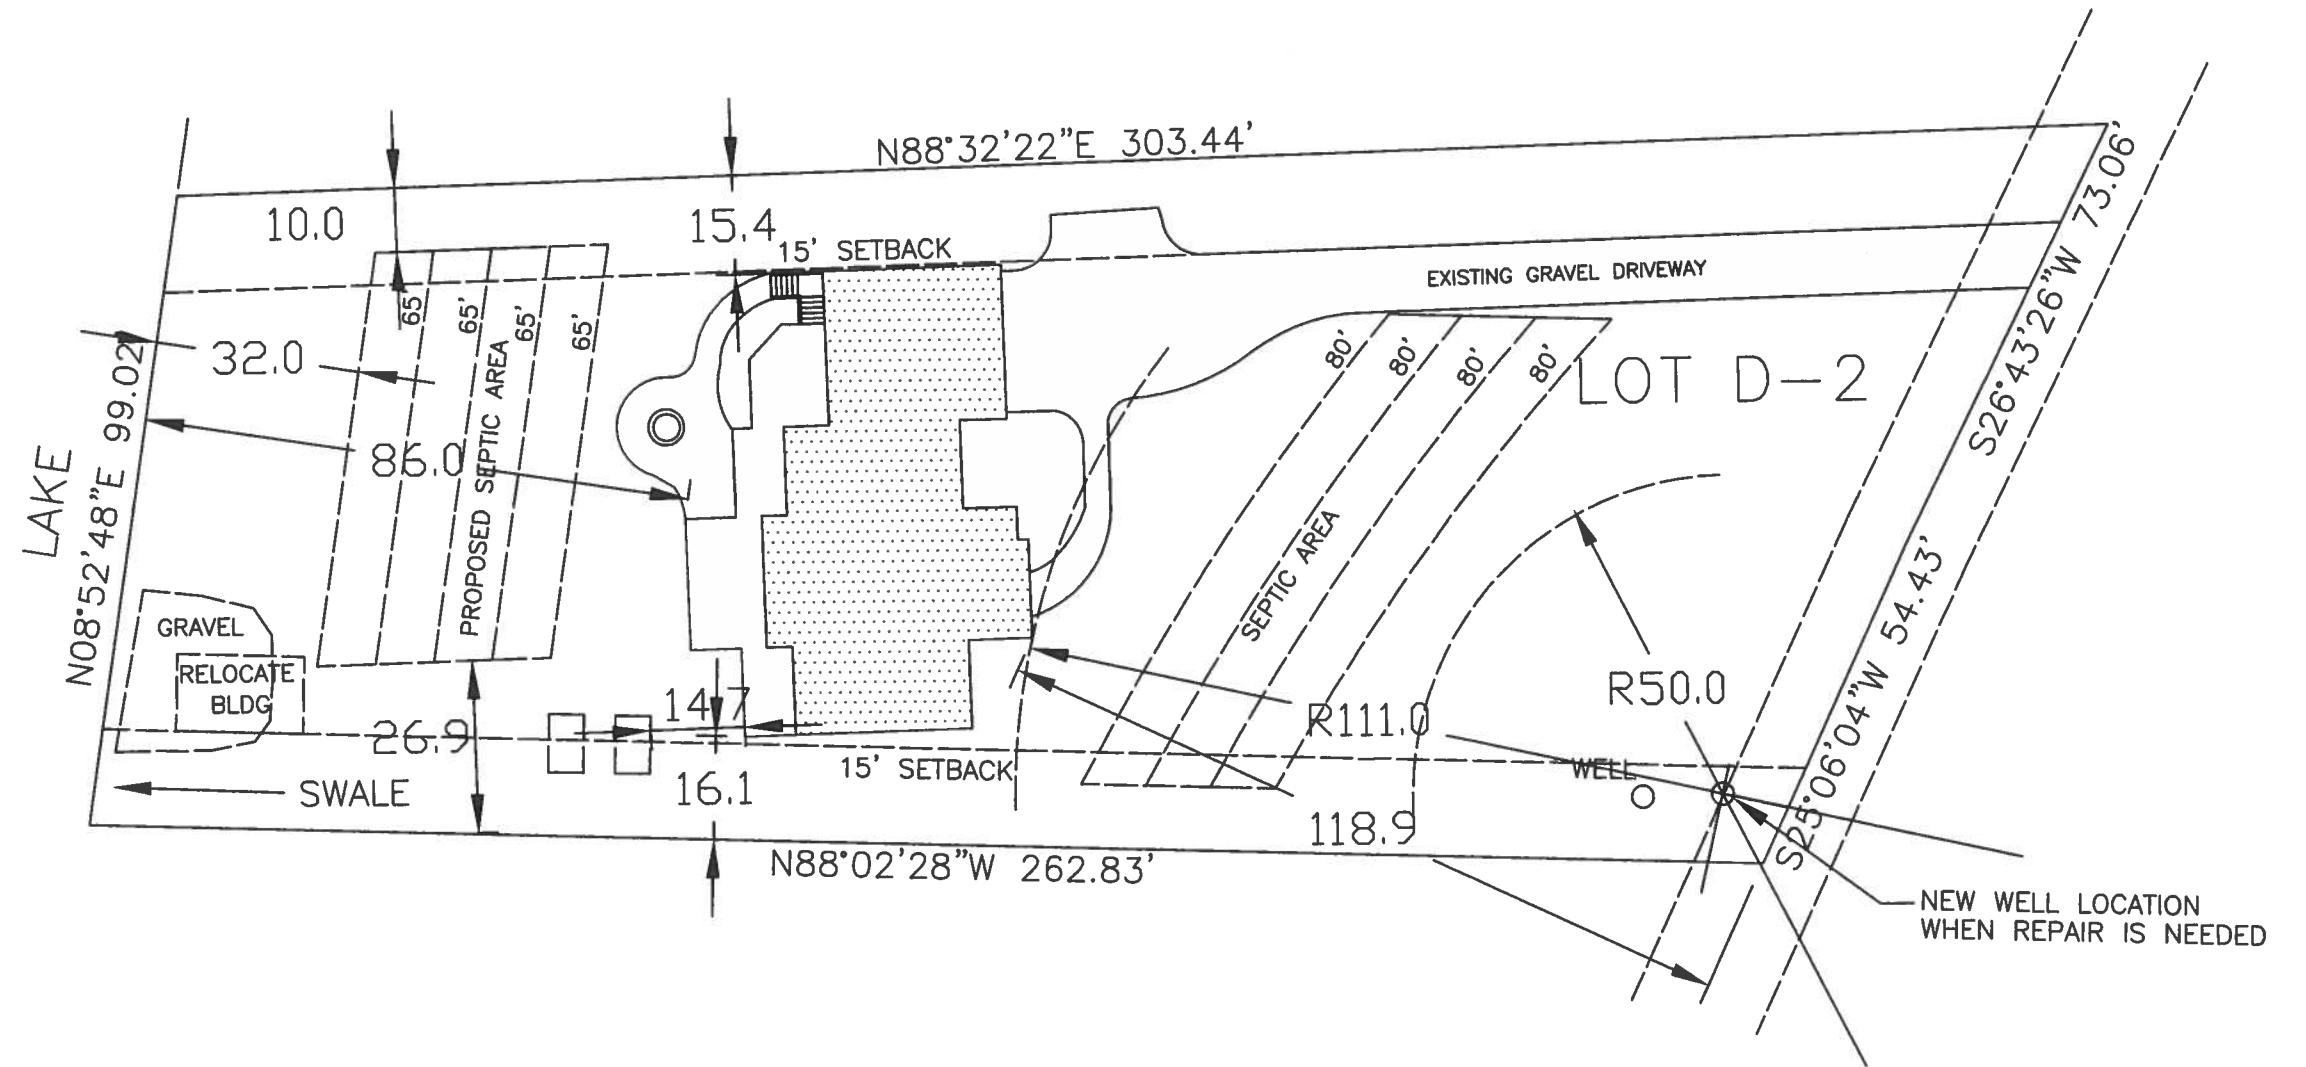 N88°32'22"E 303.44'
10.0
15.4
15' SETBACK
EXISTING GRAVEL DRIVEWAY
S26°43'26"W 73.06'
65'
65'
65'
65'
32.0
80'
80'
80'
80'
LOT D-2
LAKE
N08°52'48"E 99.02'
86.0
PROPOSED SEPTIC AREA
SEPTIC AREA
GRAVEL
RELOCATE
BLDG
14.7
26.9
R50.0
R111.0
S25°06'04"W 54.43'
15' SETBACK
WELL
SWALE
16.1
118.9
N88°02'28"W 262.83'
NEW WELL LOCATION
WHEN REPAIR IS NEEDED